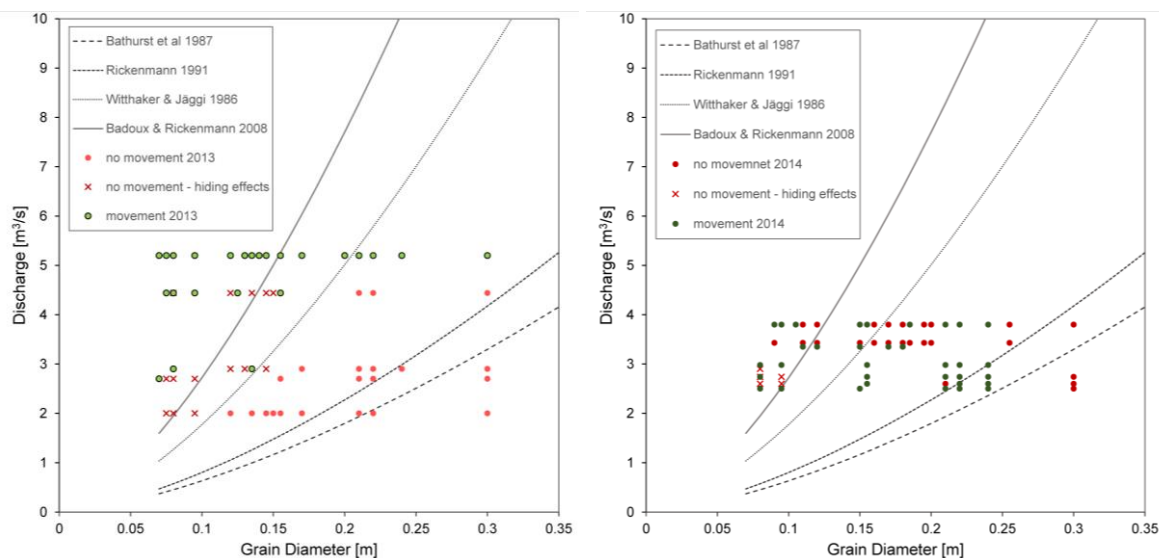 10
9
8
7
6
5
4
3
2
1
0
Discharge [m³/s]
Bathurst et al 1987
Rickenmann 1991
Witthaker & Jäggi 1986
Badoux & Rickenmann 2008
no movement 2013
no movement - hiding effects
movement 2013
0 0.05 0.1 0.15 0.2 0.25 0.3 0.35
Grain Diameter [m]
10
9
8
7
6
5
4
3
2
1
0
Discharge [m³/s]
Bathurst et al 1987
Rickenmann 1991
Witthaker & Jäggi 1986
Badoux & Rickenmann 2008
no movemnet 2014
no movement - hiding effects
movement 2014
0 0.05 0.1 0.15 0.2 0.25 0.3 0.35
Grain Diameter [m]